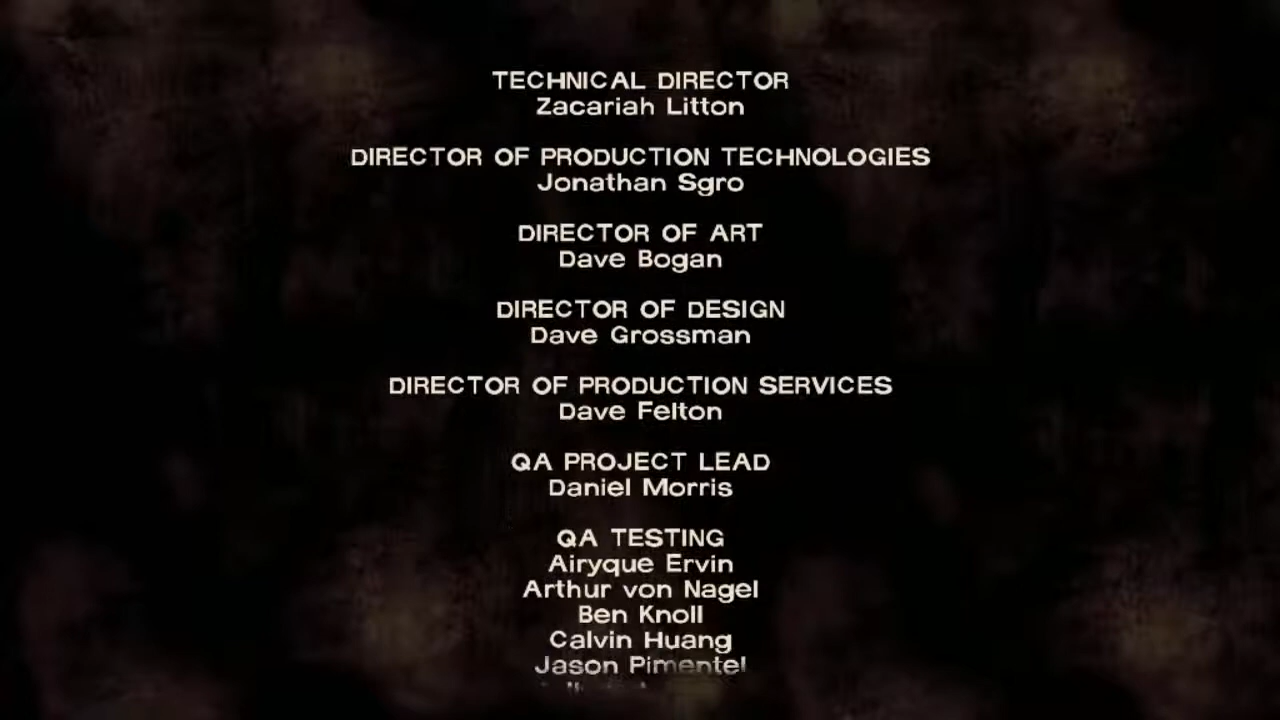 TECHNICAL DIRECTOR
Zacariah Litton
DIRECTOR OF PRODUCTION TECHNOLOGIES
Jonathan Sgro
DIRECTOR OF ART
Dave Bogan
DIRECTOR OF DESIGN
Dave Grossman
DIRECTOR OF PRODUCTION SERVICES
Dave Felton
QA PROJECT LEAD
Daniel Morris
QA TESTING
Airyque Ervin
Arthur von Nagel
Ben Knoll
Calvin Huang
Jason Pimentel